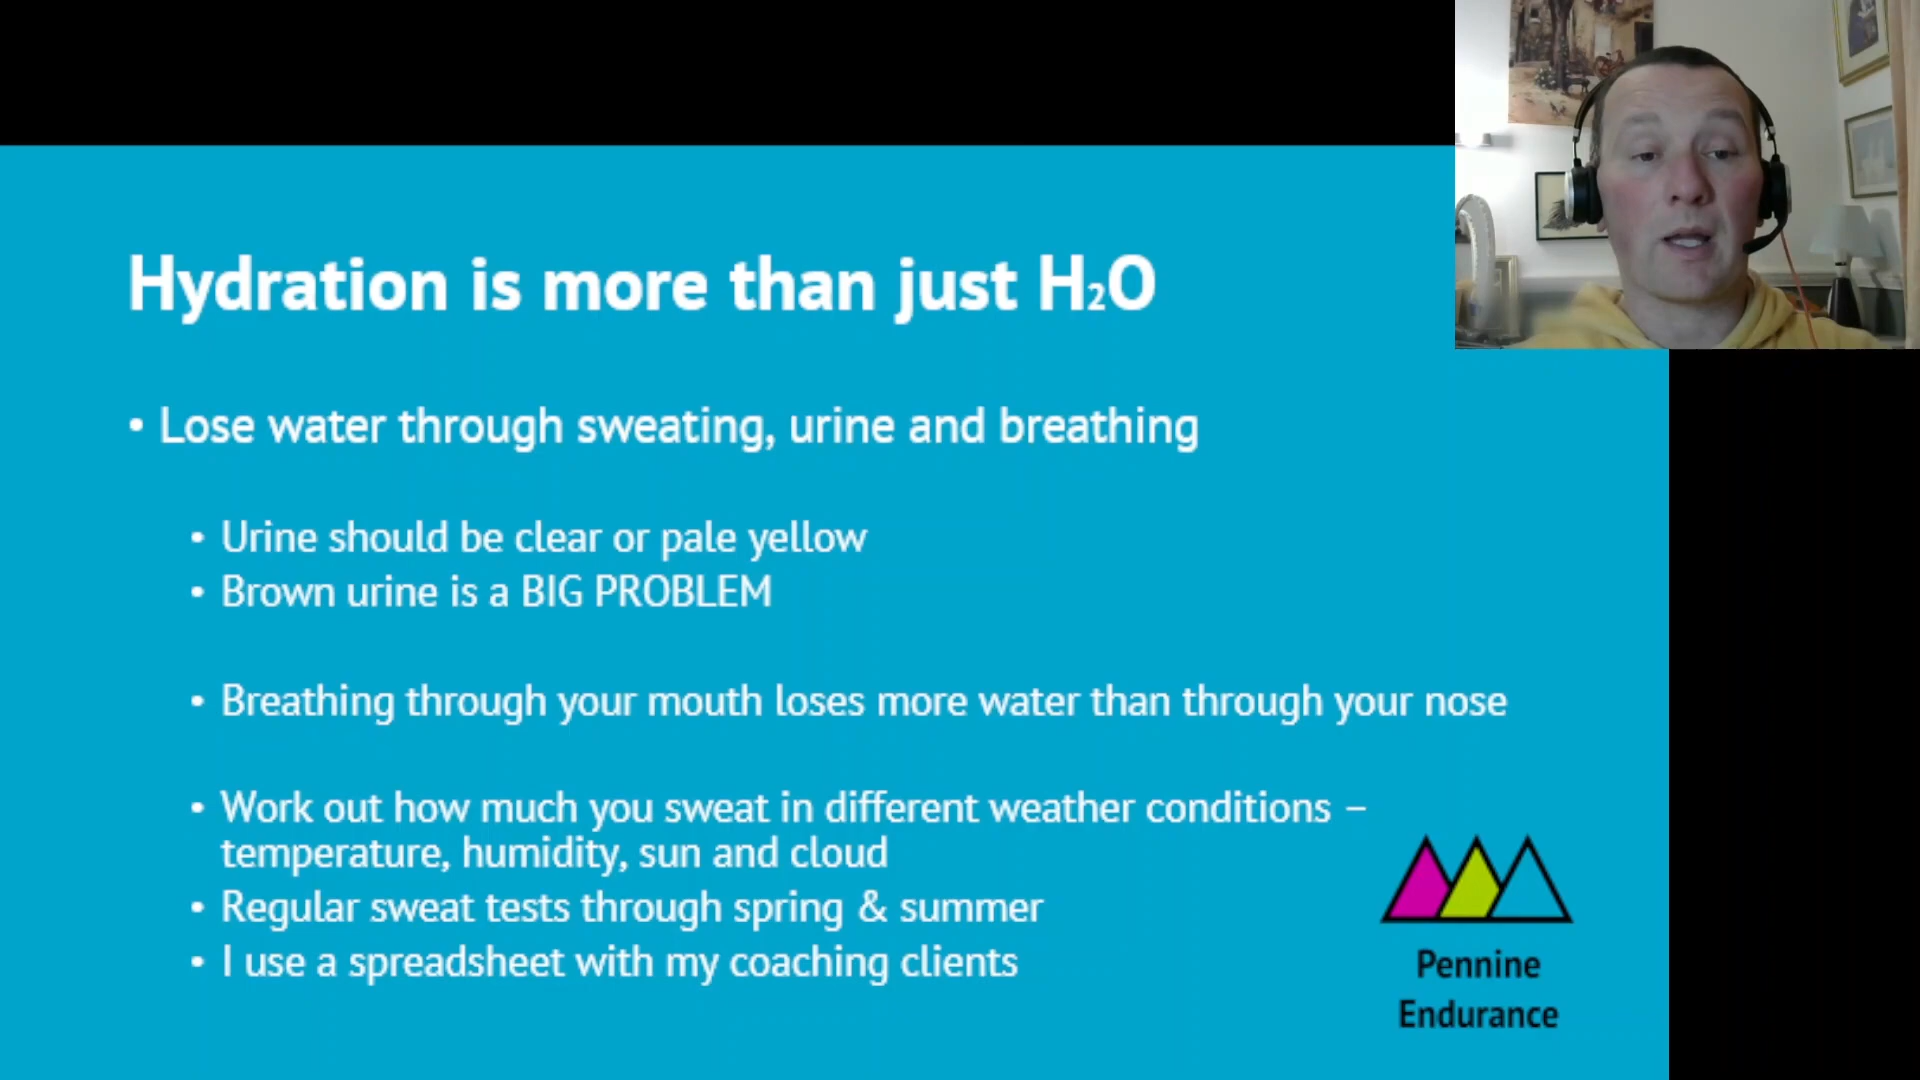 Hydration is more than just H₂O
• Lose water through sweating, urine and breathing
• Urine should be clear or pale yellow
• Brown urine is a BIG PROBLEM
• Breathing through your mouth loses more water than through your nose
• Work out how much you sweat in different weather conditions –
temperature, humidity, sun and cloud
• Regular sweat tests through spring & summer
• I use a spreadsheet with my coaching clients
Pennine
Endurance